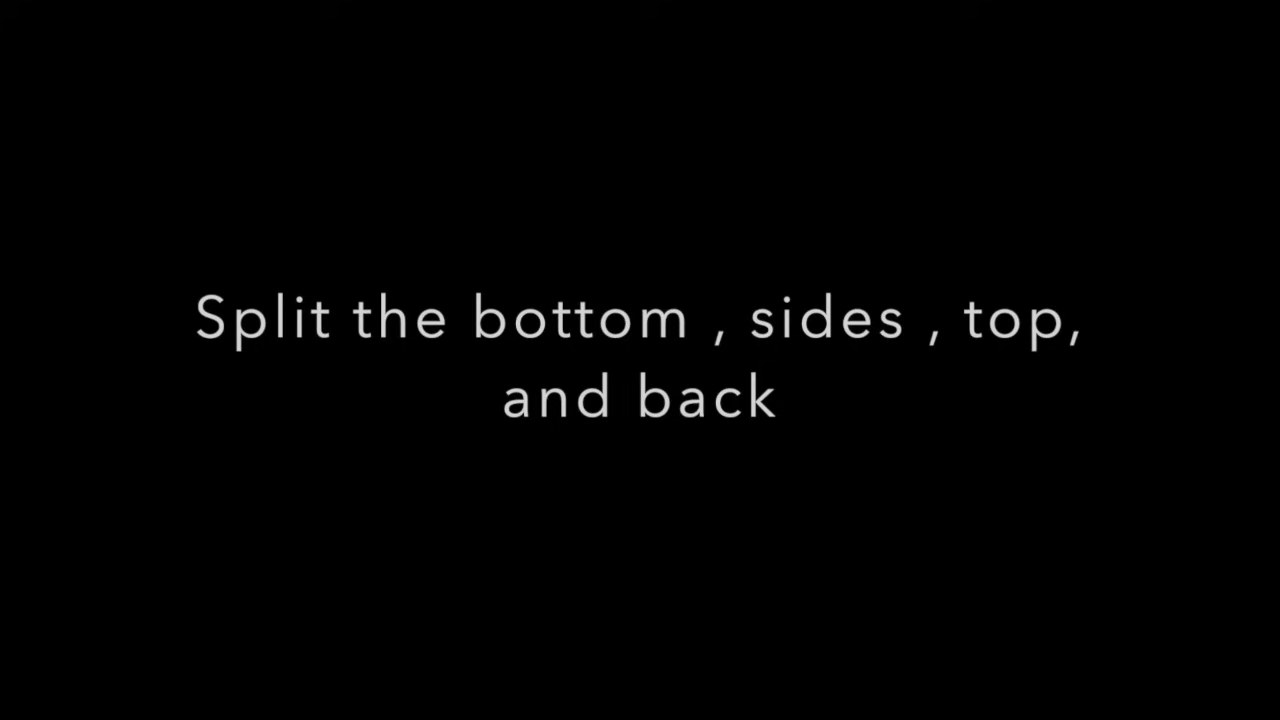 Split the bottom , sides , top,
and back